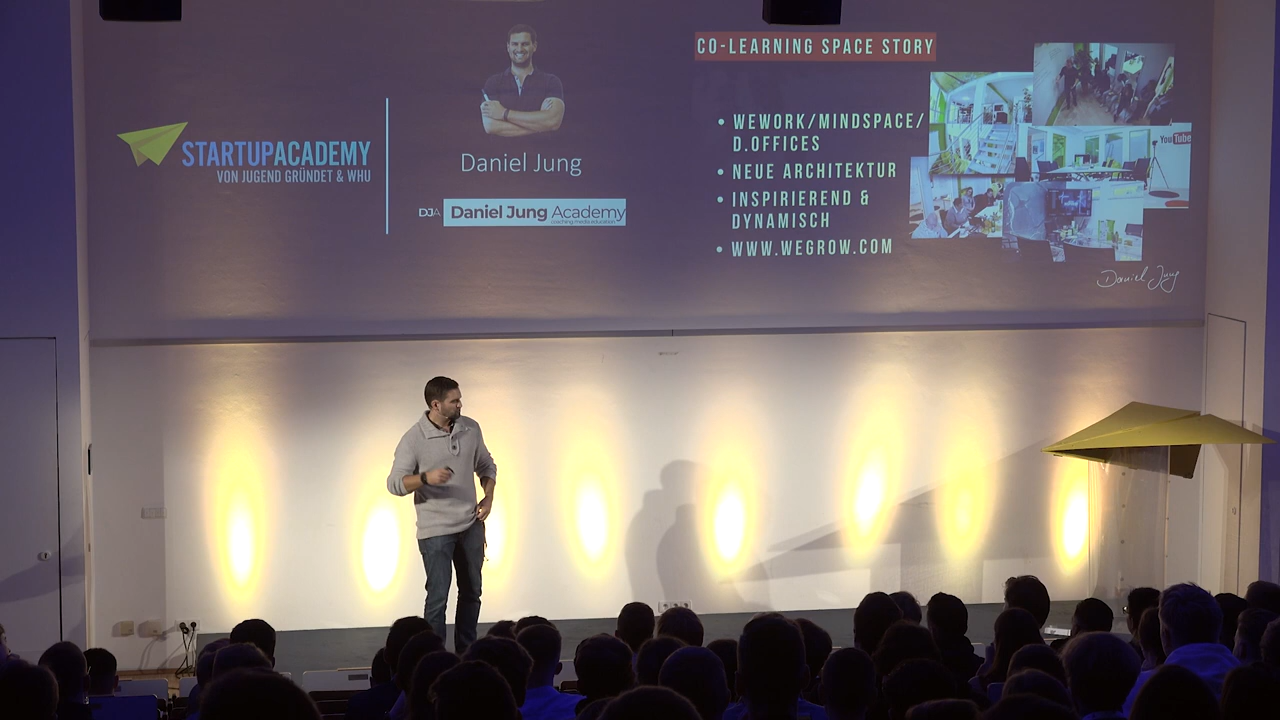 STARTUPACADEMY
VON JUGEND GRÜNDET & WHU
Daniel Jung
DJA Daniel Jung Academy
coaching media education
CO-LEARNING SPACE STORY
• WEWORK/MINDSPACE/
D.OFFICES
• NEUE ARCHITEKTUR
• INSPIRIEREND &
DYNAMISCH
• WWW.WEGROW.COM
YouTube
Daniel Jung